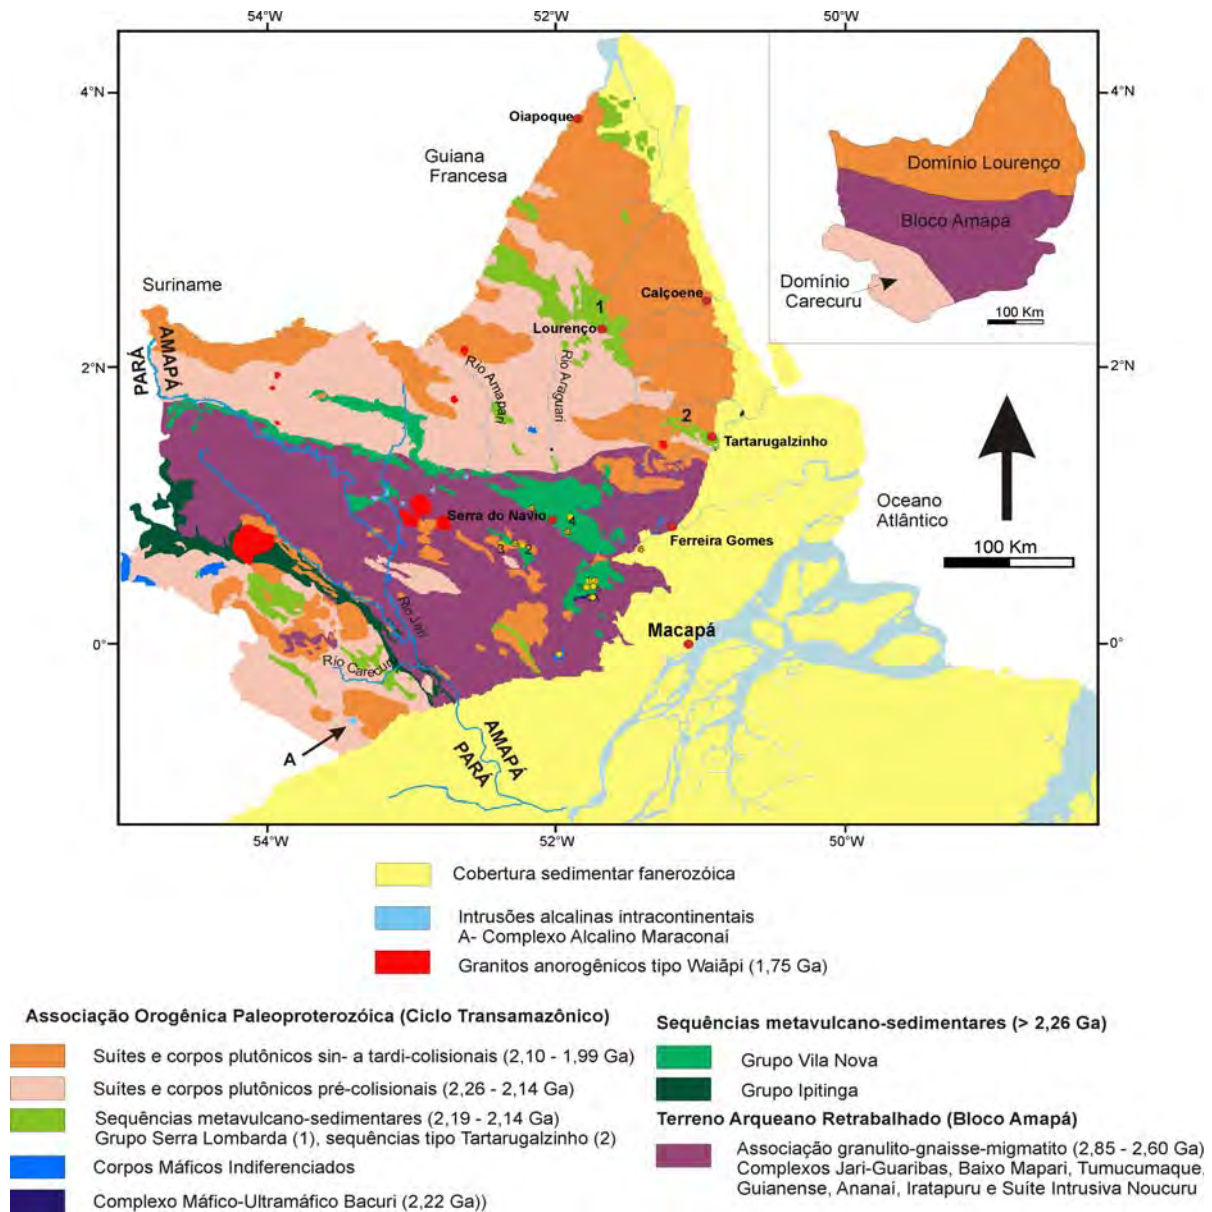 54°W
52°W
50°W
4°N
4°N
Oiapoque
Guiana
Francesa
Domínio Lourenço
Bloco Amapá
Domínio
Carecuru
100 Km
Suriname
Calçoene
1
Lourenço
PARÁ
AMAPÁ
2°N
2°N
Rio Amapari
Rio Araguari
2
Tartarugalzinho
Oceano
Atlântico
Serra do Navio
4
Ferreira Gomes
100 Km
3
2
6
Rio Jari
Macapá
0°
0°
Rio Carecuru
A
AMAPÁ
PARÁ
54°W
52°W
50°W
Cobertura sedimentar fanerozóica
Intrusões alcalinas intracontinentais
A- Complexo Alcalino Maraconaí
Granitos anorogênicos tipo Waiãpi (1,75 Ga)
Associação Orogênica Paleoproterozóica (Ciclo Transamazônico)
Suítes e corpos plutônicos sin- a tardi-colisionais (2,10 - 1,99 Ga)
Suítes e corpos plutônicos pré-colisionais (2,26 - 2,14 Ga)
Sequências metavulcano-sedimentares (2,19 - 2,14 Ga)
Grupo Serra Lombarda (1), sequências tipo Tartarugalzinho (2)
Corpos Máficos Indiferenciados
Complexo Máfico-Ultramáfico Bacuri (2,22 Ga))
Sequências metavulcano-sedimentares (> 2,26 Ga)
Grupo Vila Nova
Grupo Ipitinga
Terreno Arqueano Retrabalhado (Bloco Amapá)
Associação granulito-gnaisse-migmatito (2,85 - 2,60 Ga)
Complexos Jari-Guaribas, Baixo Mapari, Tumucumaque,
Guianense, Ananai, Iratapuru e Suíte Intrusiva Noucuru